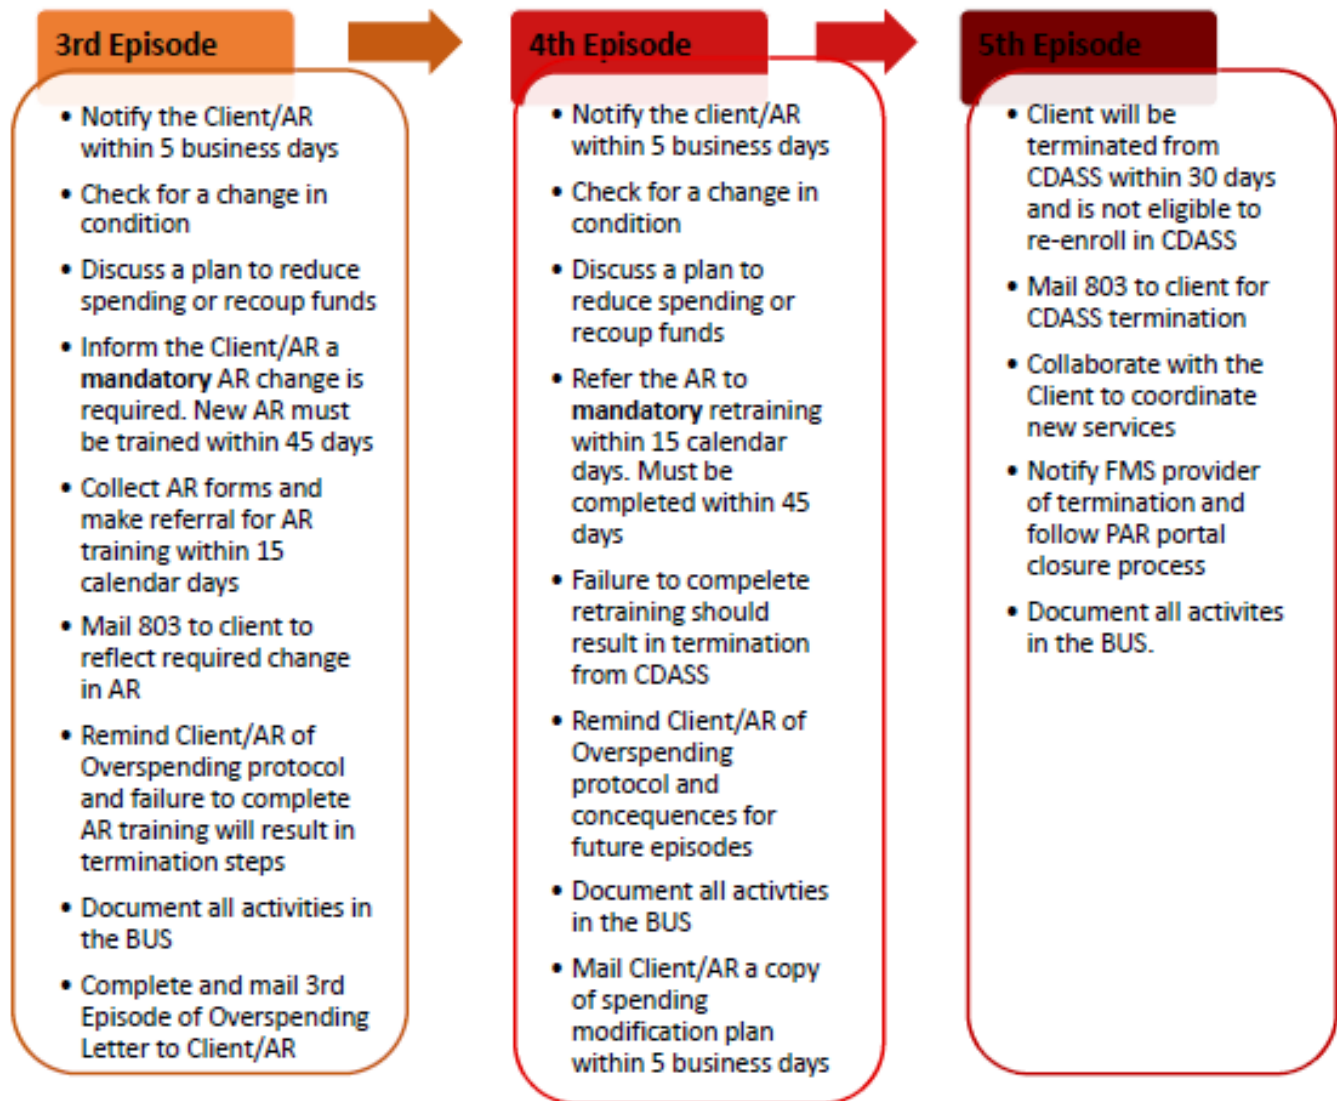 3rd Episode
• Notify the Client/AR
within 5 business days
• Check for a change in
condition
• Discuss a plan to reduce
spending or recoup funds
• Inform the Client/AR a
mandatory AR change is
required. New AR must
be trained within 45 days
• Collect AR forms and
make referral for AR
training within 15
calendar days
• Mail 803 to client to
reflect required change
in AR
• Remind Client/AR of
Overspending protocol
and failure to complete
AR training will result in
termination steps
• Document all activities in
the BUS
• Complete and mail 3rd
Episode of Overspending
Letter to Client/AR
4th Episode
• Notify the client/AR
within 5 business days
• Check for a change in
condition
• Discuss a plan to
reduce spending or
recoup funds
• Refer the AR to
mandatory retraining
within 15 calendar
days. Must be
completed within 45
days
• Failure to compelete
retraining should
result in termination
from CDASS
• Remind Client/AR of
Overspending
protocol and
concequences for
future episodes
• Document all activties
in the BUS
• Mail Client/AR a copy
of spending
modification plan
within 5 business days
5th Episode
• Client will be
terminated from
CDASS within 30 days
and is not eligible to
re-enroll in CDASS
• Mail 803 to client for
CDASS termination
• Collaborate with the
Client to coordinate
new services
• Notify FMS provider
of termination and
follow PAR portal
closure process
• Document all activites
in the BUS.